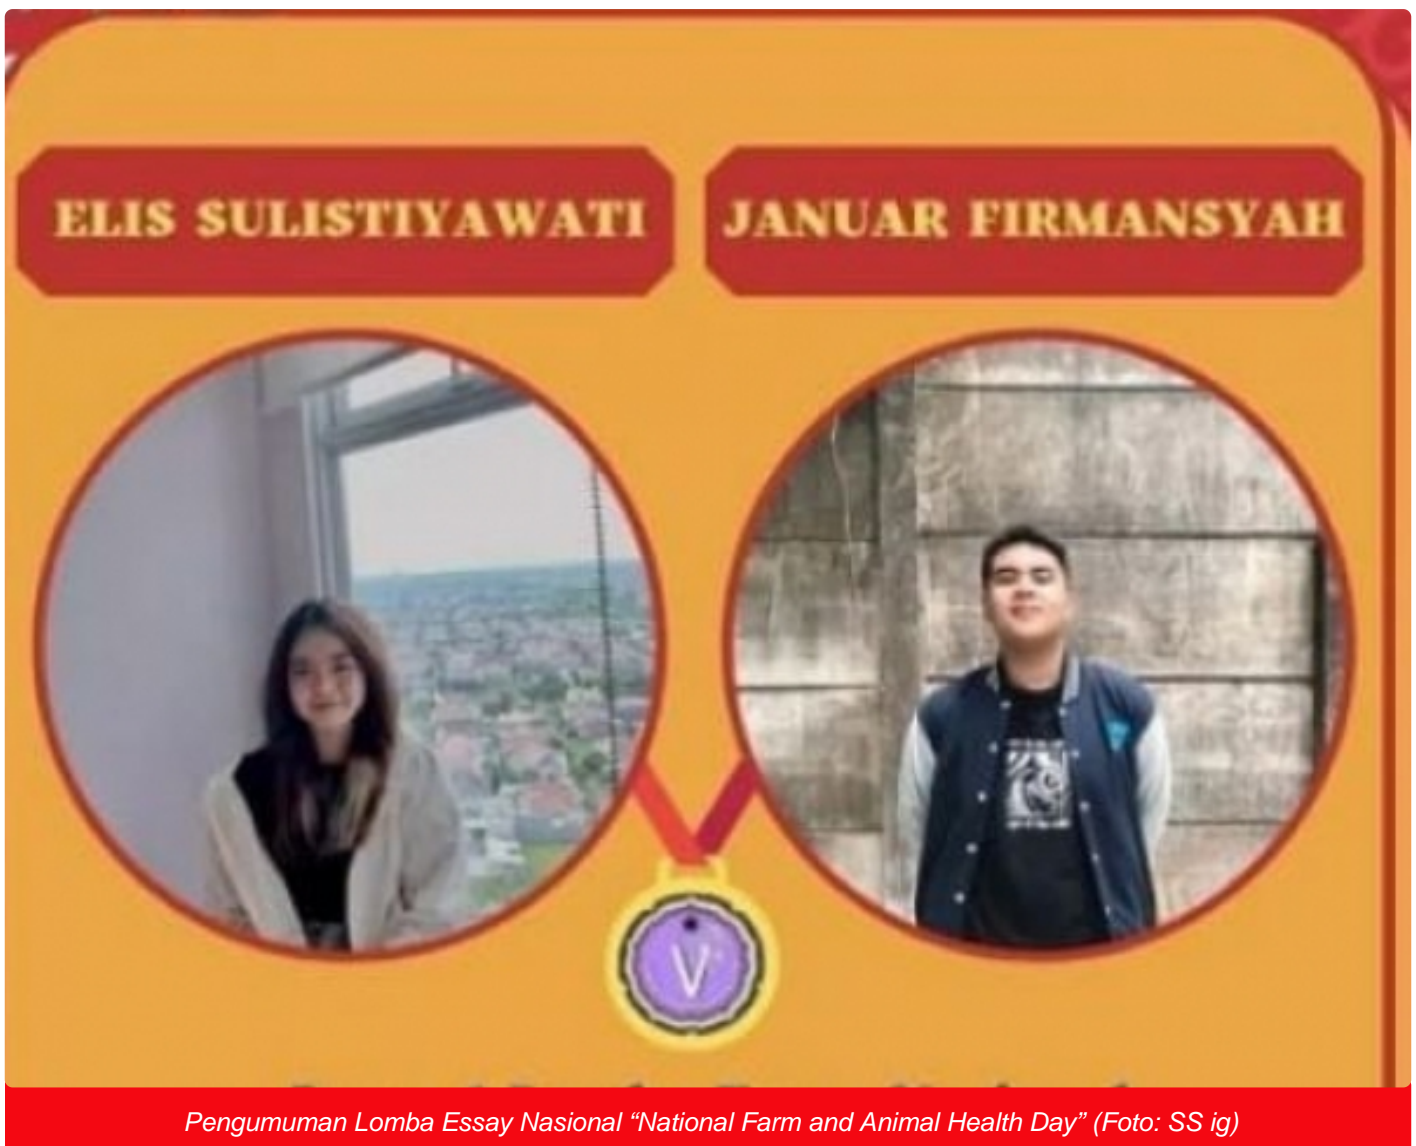 ELIS SULISTIYAWATI
JANUAR FIRMANSYAH
V
Pengumuman Lomba Essay Nasional “National Farm and Animal Health Day” (Foto: SS ig)